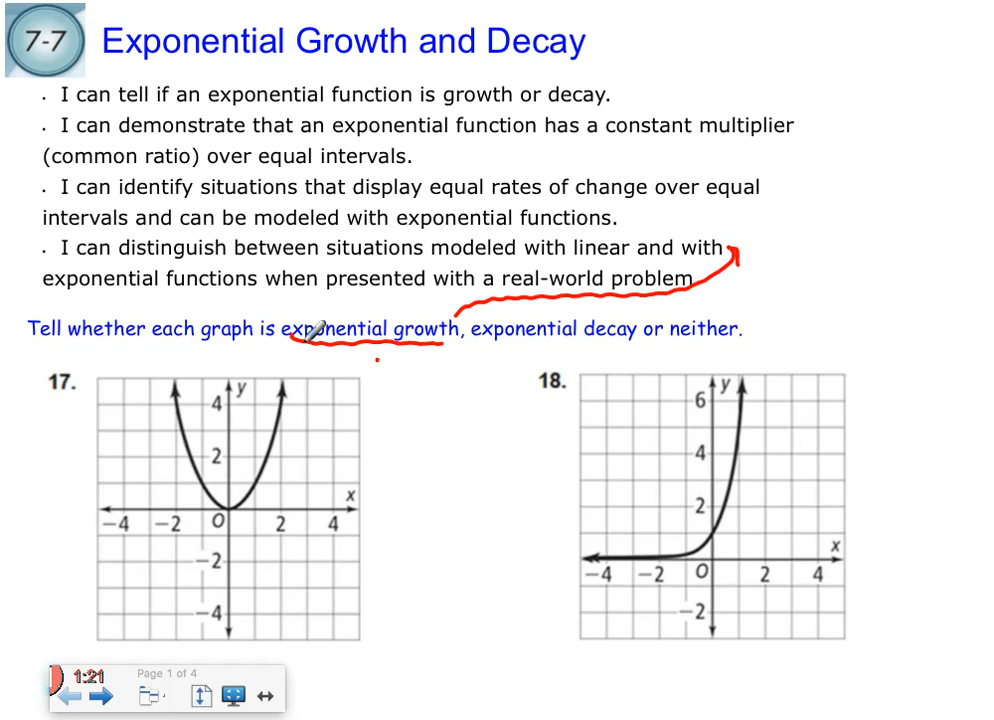 7-7 Exponential Growth and Decay
· I can tell if an exponential function is growth or decay.
· I can demonstrate that an exponential function has a constant multiplier
(common ratio) over equal intervals.
· I can identify situations that display equal rates of change over equal
intervals and can be modeled with exponential functions.
· I can distinguish between situations modeled with linear and with
exponential functions when presented with a real-world problem
Tell whether each graph is exponential growth, exponential decay or neither.
17.
y
4
2
x
−4 −2 O 2 4
−2
−4
18.
y
6
4
2
x
−4 −2 O 2 4
−2
1:21 Page 1 of 4